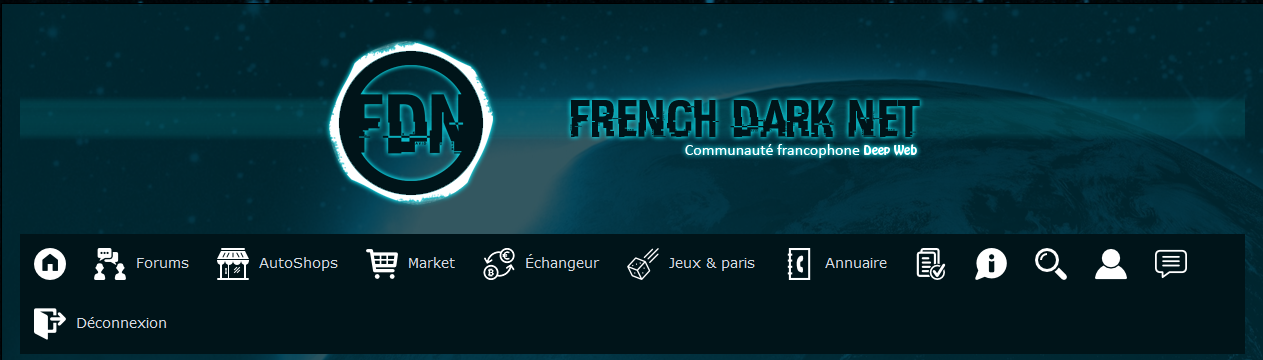 FDN
FRENCH DARK NET
Communauté francophone Deep Web
Forums AutoShops Market Échangeur Jeux & paris Annuaire
Déconnexion